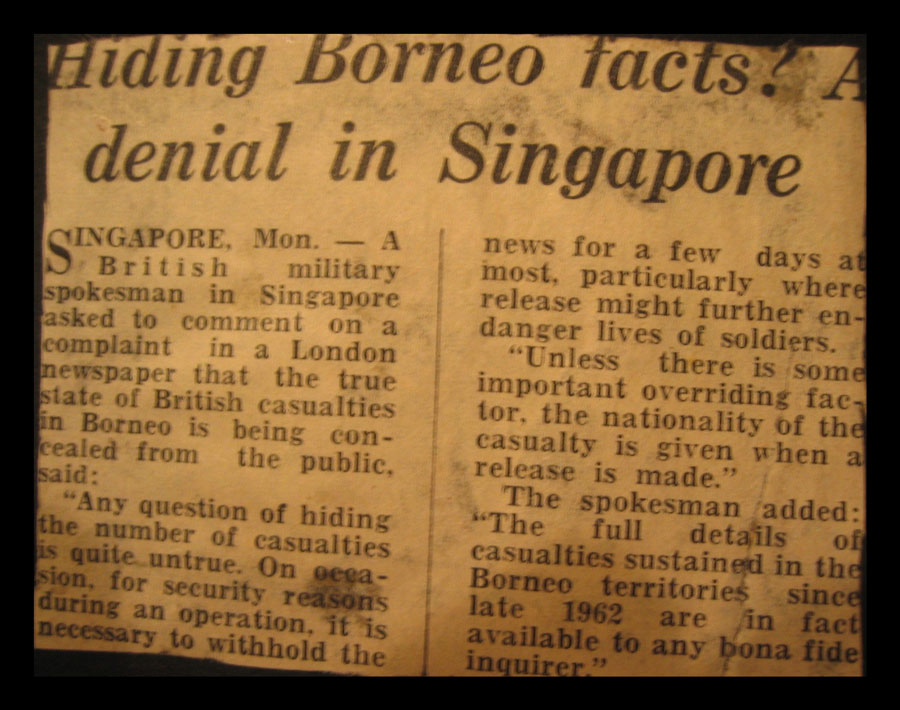 Hiding Borneo facts? A
denial in Singapore
SINGAPORE, Mon. — A
British military
spokesman in Singapore
asked to comment on a
complaint in a London
newspaper that the true
state of British casualties
in Borneo is being con-
cealed from the public,
said:
"Any question of hiding
the number of casualties
is quite untrue. On occa-
sion, for security reasons
during an operation, it is
necessary to withhold the
news for a few days at
most, particularly where
release might further en-
danger lives of soldiers.
"Unless there is some
important overriding fac-
tor, the nationality of the
casualty is given when a
release is made."
The spokesman added:
"The full details of
casualties sustained in the
Borneo territories since
late 1962 are in fact
available to any bona fide
inquirer."